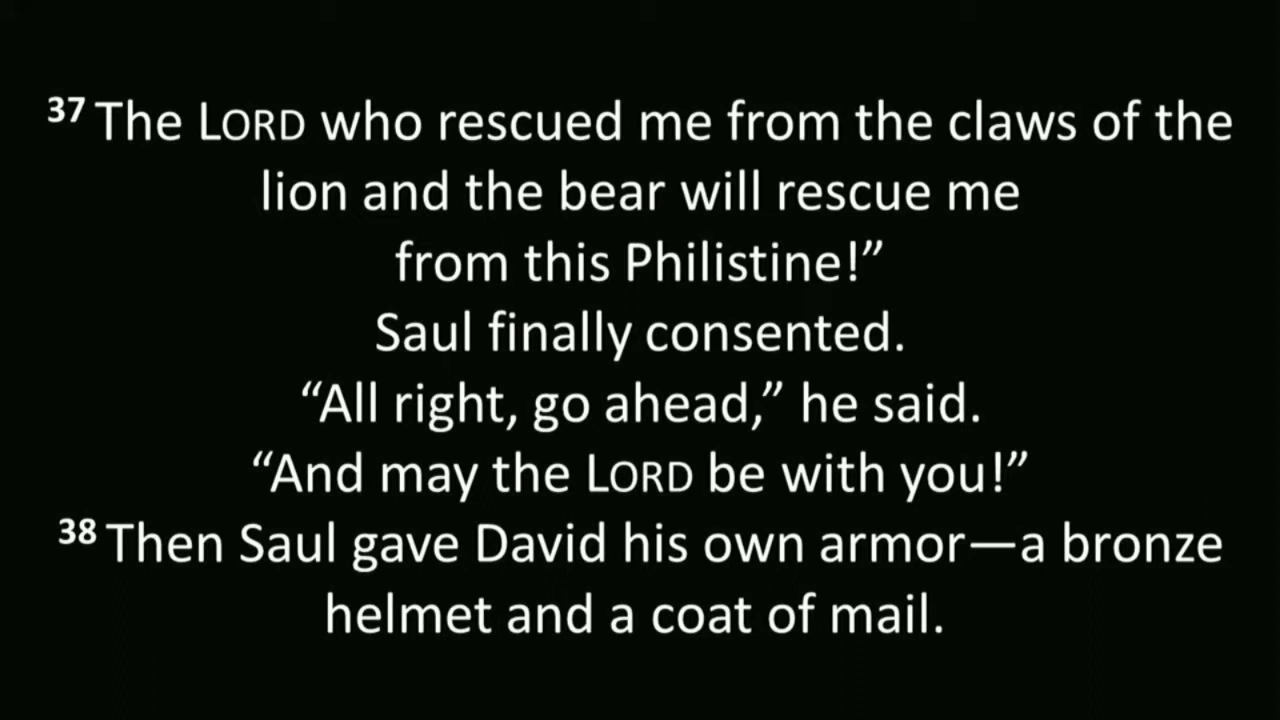 37 The LORD who rescued me from the claws of the
lion and the bear will rescue me
from this Philistine!”
Saul finally consented.
“All right, go ahead,” he said.
“And may the LORD be with you!”
38 Then Saul gave David his own armor—a bronze
helmet and a coat of mail.